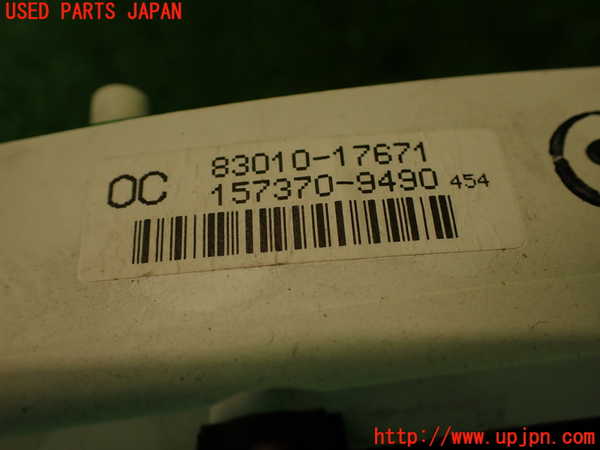 USED PARTS JAPAN
OC
83010-17671
157370-9490 454
http://www.upjpn.com/